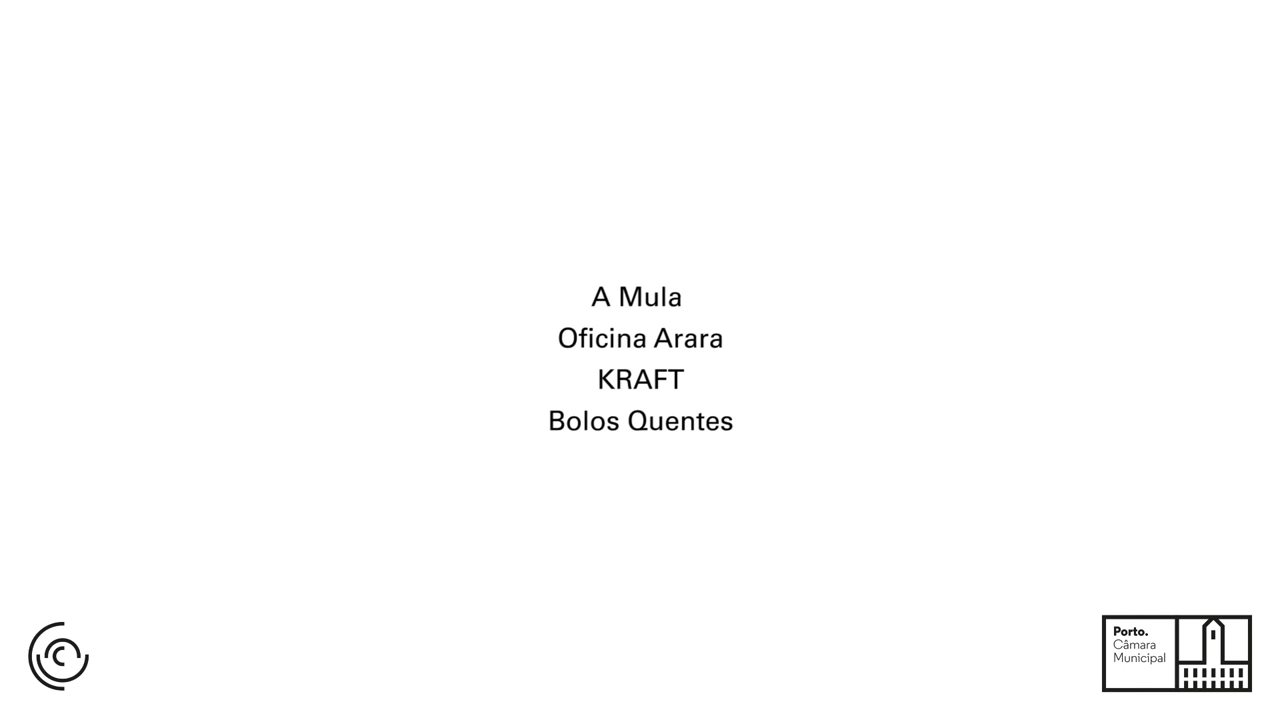 A Mula
Oficina Arara
KRAFT
Bolos Quentes
Porto.
Câmara
Municipal